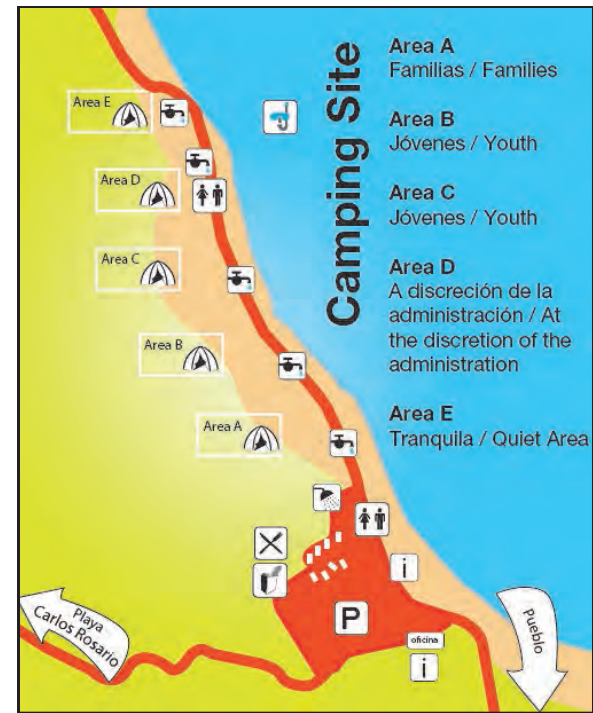 Camping Site
Area A
Familias / Families
Area B
Jóvenes / Youth
Area C
Jóvenes / Youth
Area D
A discreción de la
administración / At
the discretion of the
administration
Area E
Tranquila / Quiet Area
Area E
Area D
Area C
Area B
Area A
i
P
oficina
i
Playa
Carlos Rosario
Pueblo